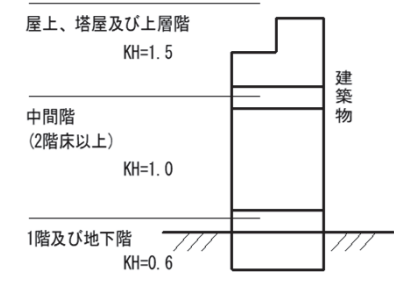 屋上、塔屋及び上層階
KH=1.5
中間階
(2階床以上)
KH=1.0
1階及び地下階
KH=0.6
建築物